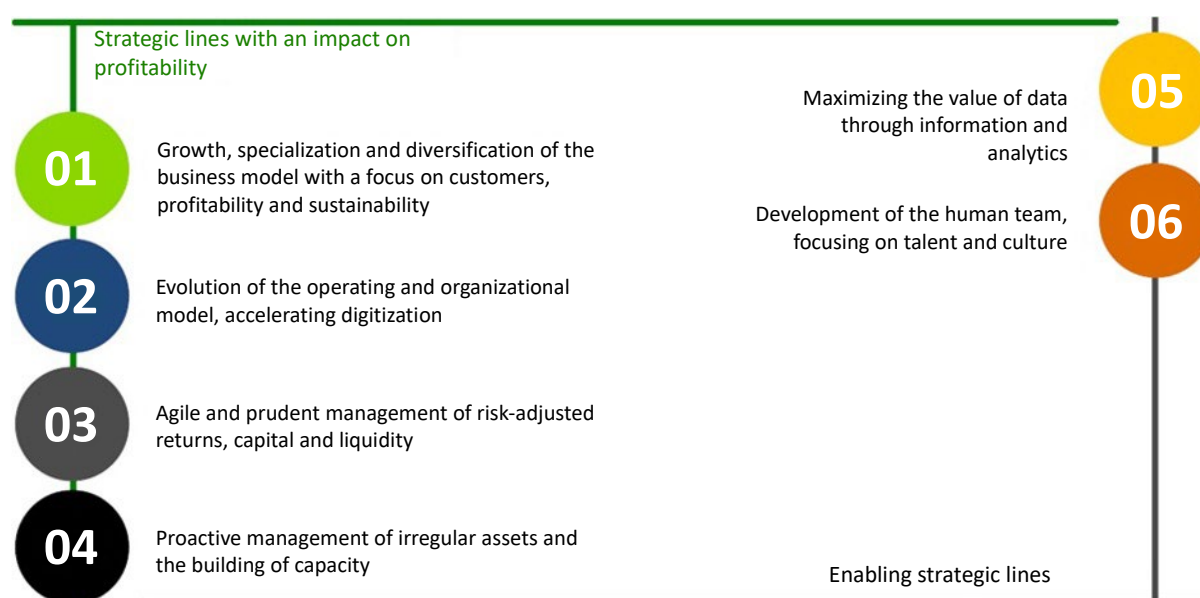 Strategic lines with an impact on
profitability
01
Growth, specialization and diversification of the
business model with a focus on customers,
profitability and sustainability
02
Evolution of the operating and organizational
model, accelerating digitization
03
Agile and prudent management of risk-adjusted
returns, capital and liquidity
04
Proactive management of irregular assets and
the building of capacity
05
Maximizing the value of data
through information and
analytics
06
Development of the human team,
focusing on talent and culture
Enabling strategic lines